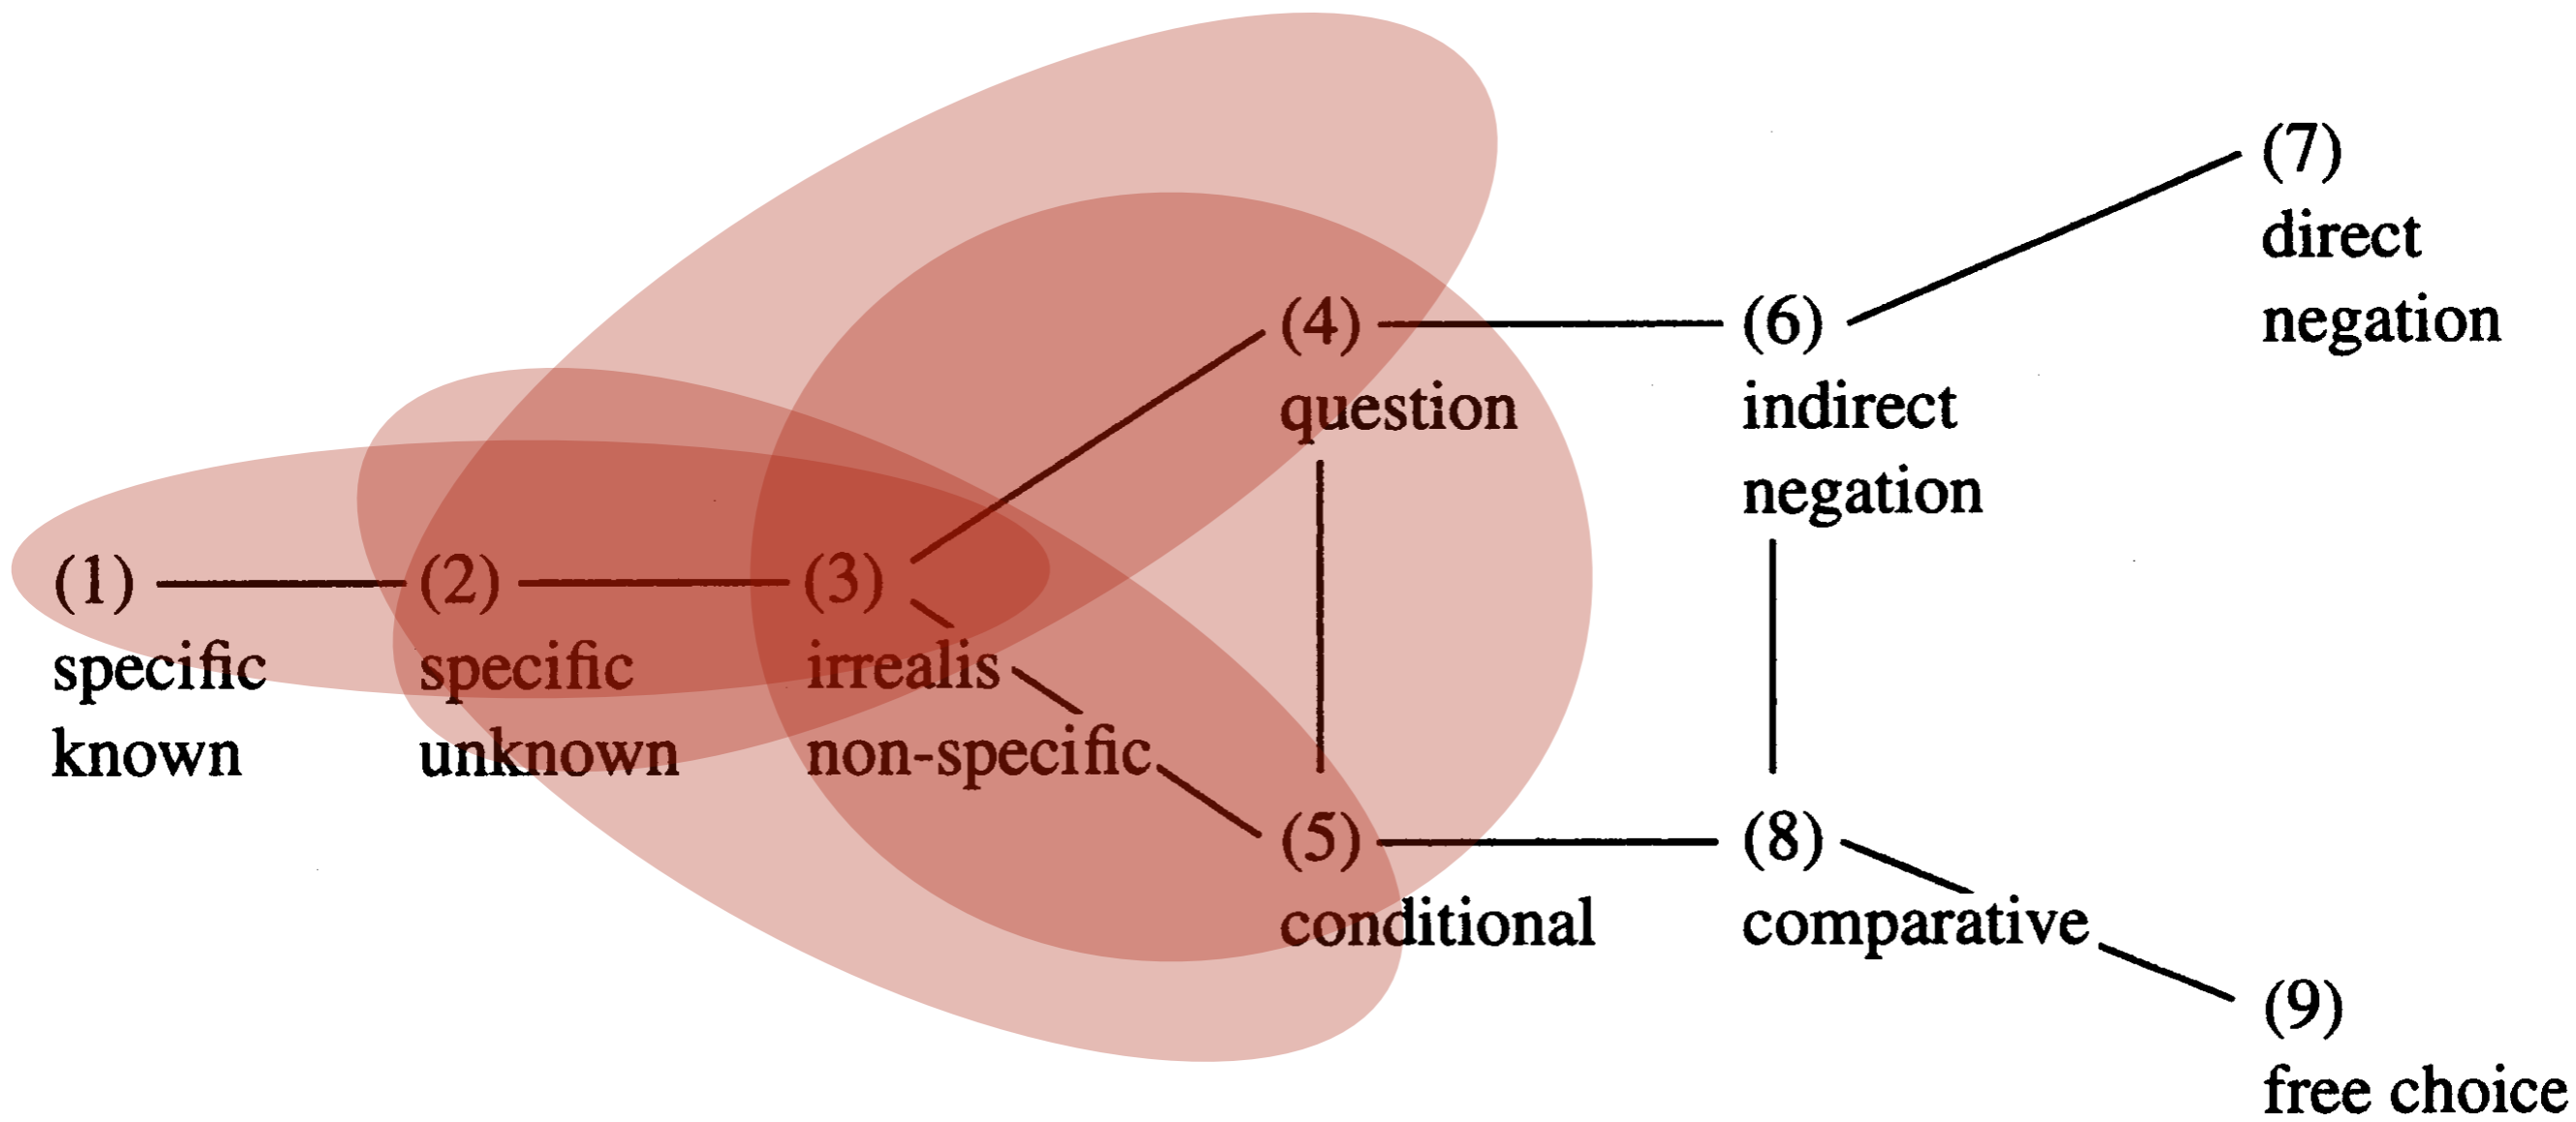 (1)
specific
known
(2)
specific
unknown
(3)
irrealis
non-specific
(4)
question
(5)
conditional
(6)
indirect
negation
(7)
direct
negation
(8)
comparative
(9)
free choice